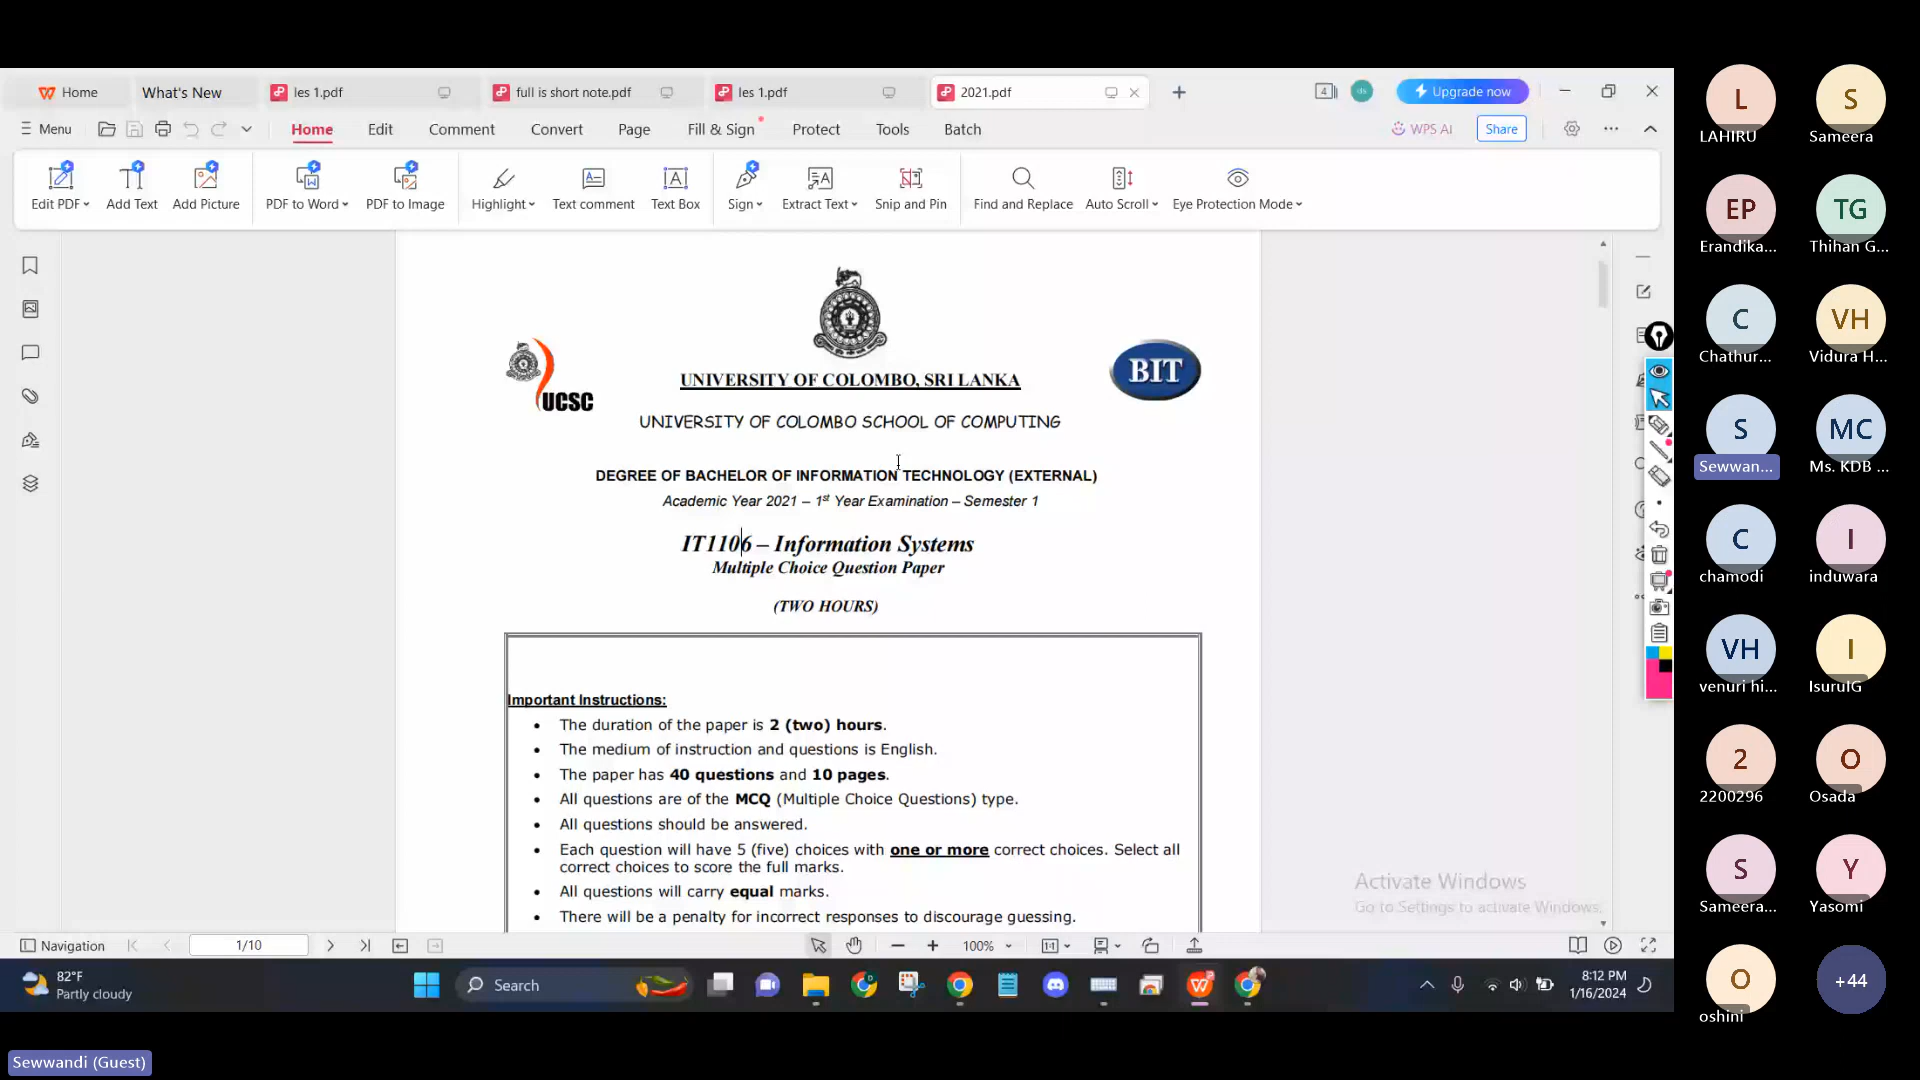 Home
What's New
les 1.pdf
full is short note.pdf
les 1.pdf
2021.pdf
4
Upgrade now
Menu
Home
Edit
Comment
Convert
Page
Fill & Sign
Protect
Tools
Batch
WPS AI
Share
Edit PDF
Add Text
Add Picture
PDF to Word
PDF to Image
Highlight
Text comment
Text Box
Sign
Extract Text
Snip and Pin
Find and Replace
Auto Scroll
Eye Protection Mode
UCSC
BIT
UNIVERSITY OF COLOMBO, SRI LANKA
UNIVERSITY OF COLOMBO SCHOOL OF COMPUTING
DEGREE OF BACHELOR OF INFORMATION TECHNOLOGY (EXTERNAL)
Academic Year 2021 – 1st Year Examination – Semester 1
IT1106 – Information Systems
Multiple Choice Question Paper
(TWO HOURS)
Important Instructions:
• The duration of the paper is 2 (two) hours.
• The medium of instruction and questions is English.
• The paper has 40 questions and 10 pages.
• All questions are of the MCQ (Multiple Choice Questions) type.
• All questions should be answered.
• Each question will have 5 (five) choices with one or more correct choices. Select all
correct choices to score the full marks.
• All questions will carry equal marks.
• There will be a penalty for incorrect responses to discourage guessing.
Activate Windows
Go to Settings to activate Windows.
Navigation
1/10
100%
82°F
Partly cloudy
Search
8:12 PM
1/16/2024
L
LAHIRU
S
Sameera
EP
Erandika...
TG
Thihan G...
C
Chathur...
VH
Vidura H...
S
Sewwan...
MC
Ms. KDB ...
C
chamodi
I
induwara
VH
venuri hi...
I
IsuruIG
2
2200296
O
Osada
S
Sameera...
Y
Yasomi
O
oshini
+44
Sewwandi (Guest)